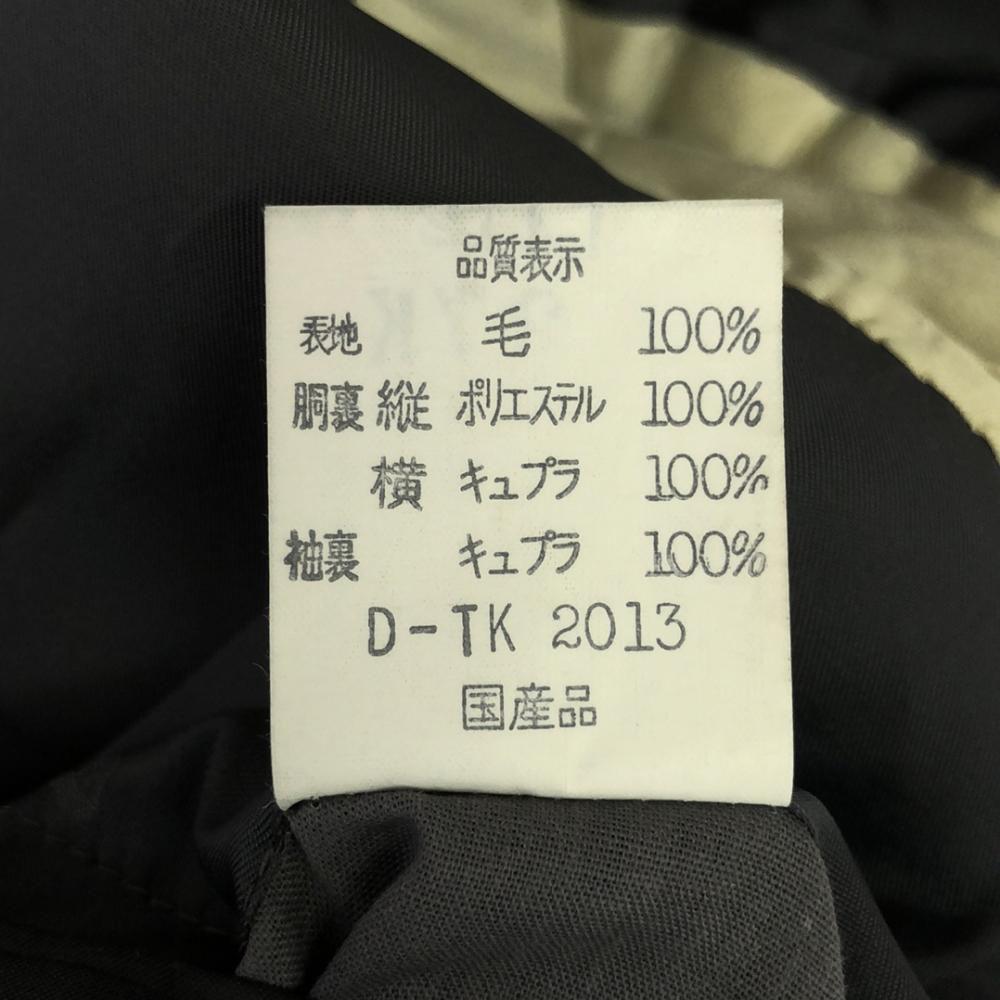 品質表示
表地 毛 100%
胴裏 縦 ポリエステル 100%
横 キュプラ 100%
袖裏 キュプラ 100%
D-TK 2013
国産品